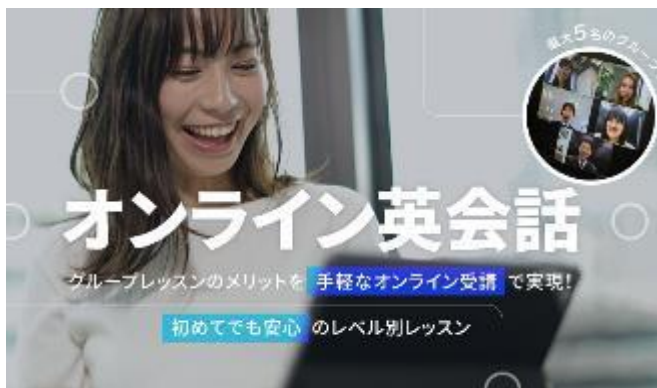 最大5名のグループ
オンライン英会話
グループレッスンのメリットを 手軽なオンライン受講 で実現！
初めてでも安心 のレベル別レッスン